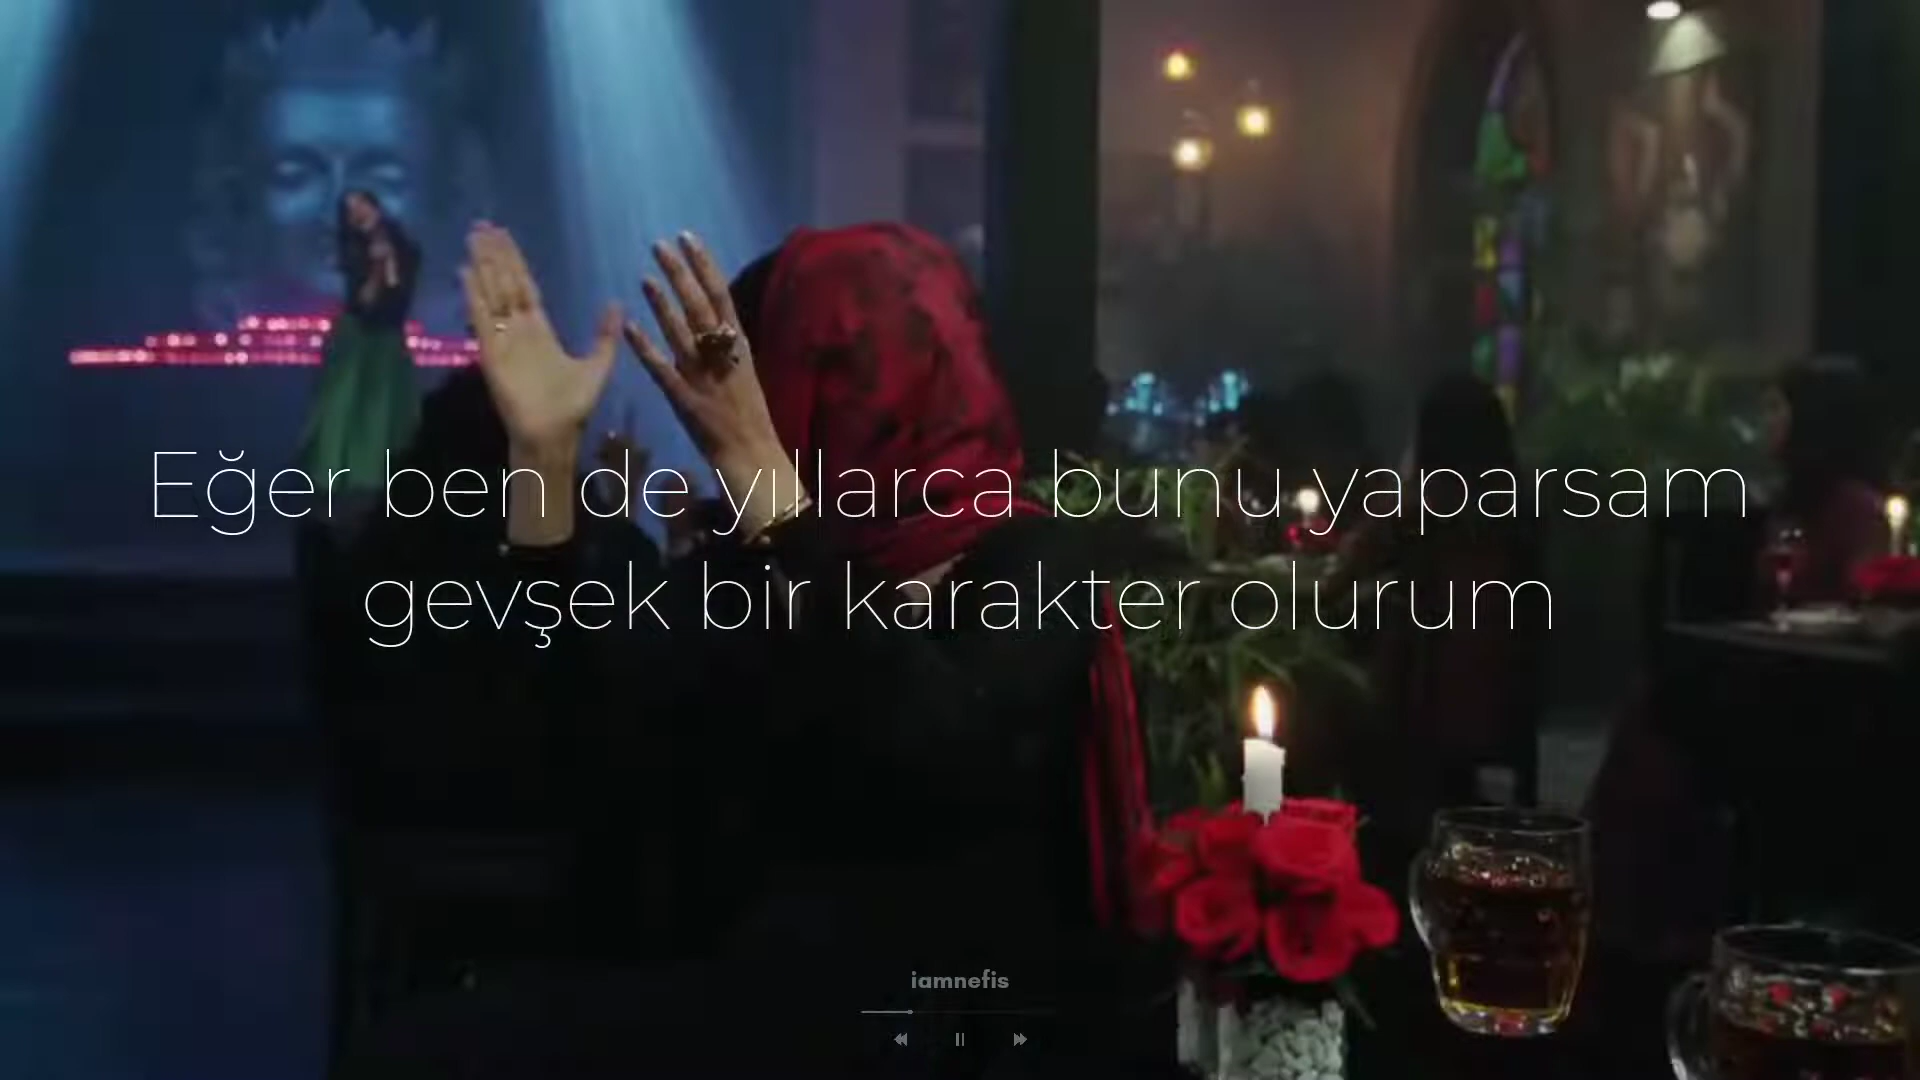 Eğer ben de yıllarca bunu yaparsam
gevşek bir karakter olurum
iamnefis